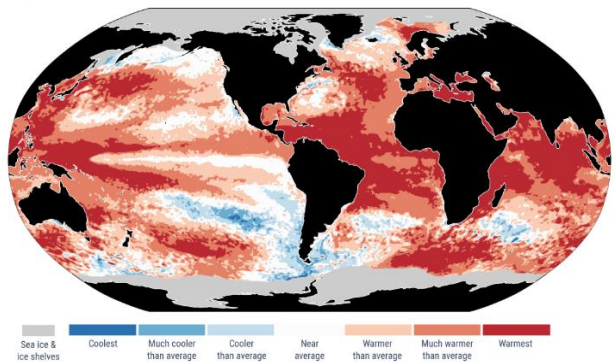 Sea ice &
ice shelves
Coolest
Much cooler
than average
Cooler
than average
Near
average
Warmer
than average
Much warmer
than average
Warmest